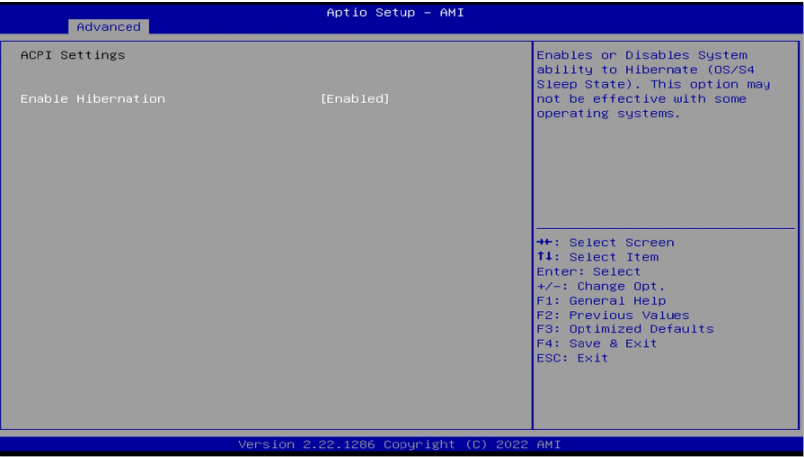 Aptio Setup – AMI
Advanced
ACPI Settings
Enable Hibernation [Enabled]
Enables or Disables System
ability to Hibernate (OS/S4
Sleep State). This option may
not be effective with some
operating systems.
→←: Select Screen
↑↓: Select Item
Enter: Select
+/-: Change Opt.
F1: General Help
F2: Previous Values
F3: Optimized Defaults
F4: Save & Exit
ESC: Exit
Version 2.22.1286 Copyright (C) 2022 AMI